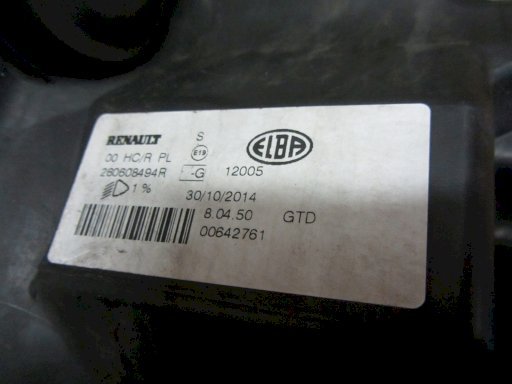 RENAULT S ELBA
00 HC/R PL E19
260608494R -G 12005
1 % 30/10/2014
8.04.50 GTD
00642761